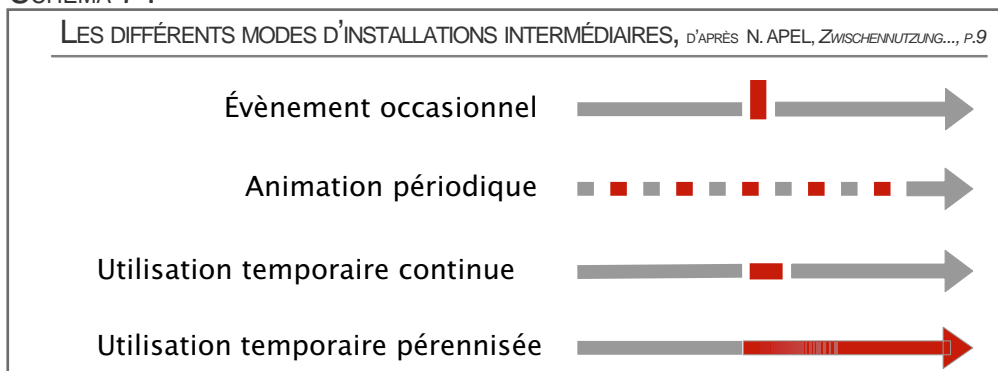 LES DIFFÉRENTS MODES D'INSTALLATIONS INTERMÉDIAIRES, D'APRÈS N. APEL, ZWISCHENNUTZUNG..., P.9
Évènement occasionnel
Animation périodique
Utilisation temporaire continue
Utilisation temporaire pérennisée